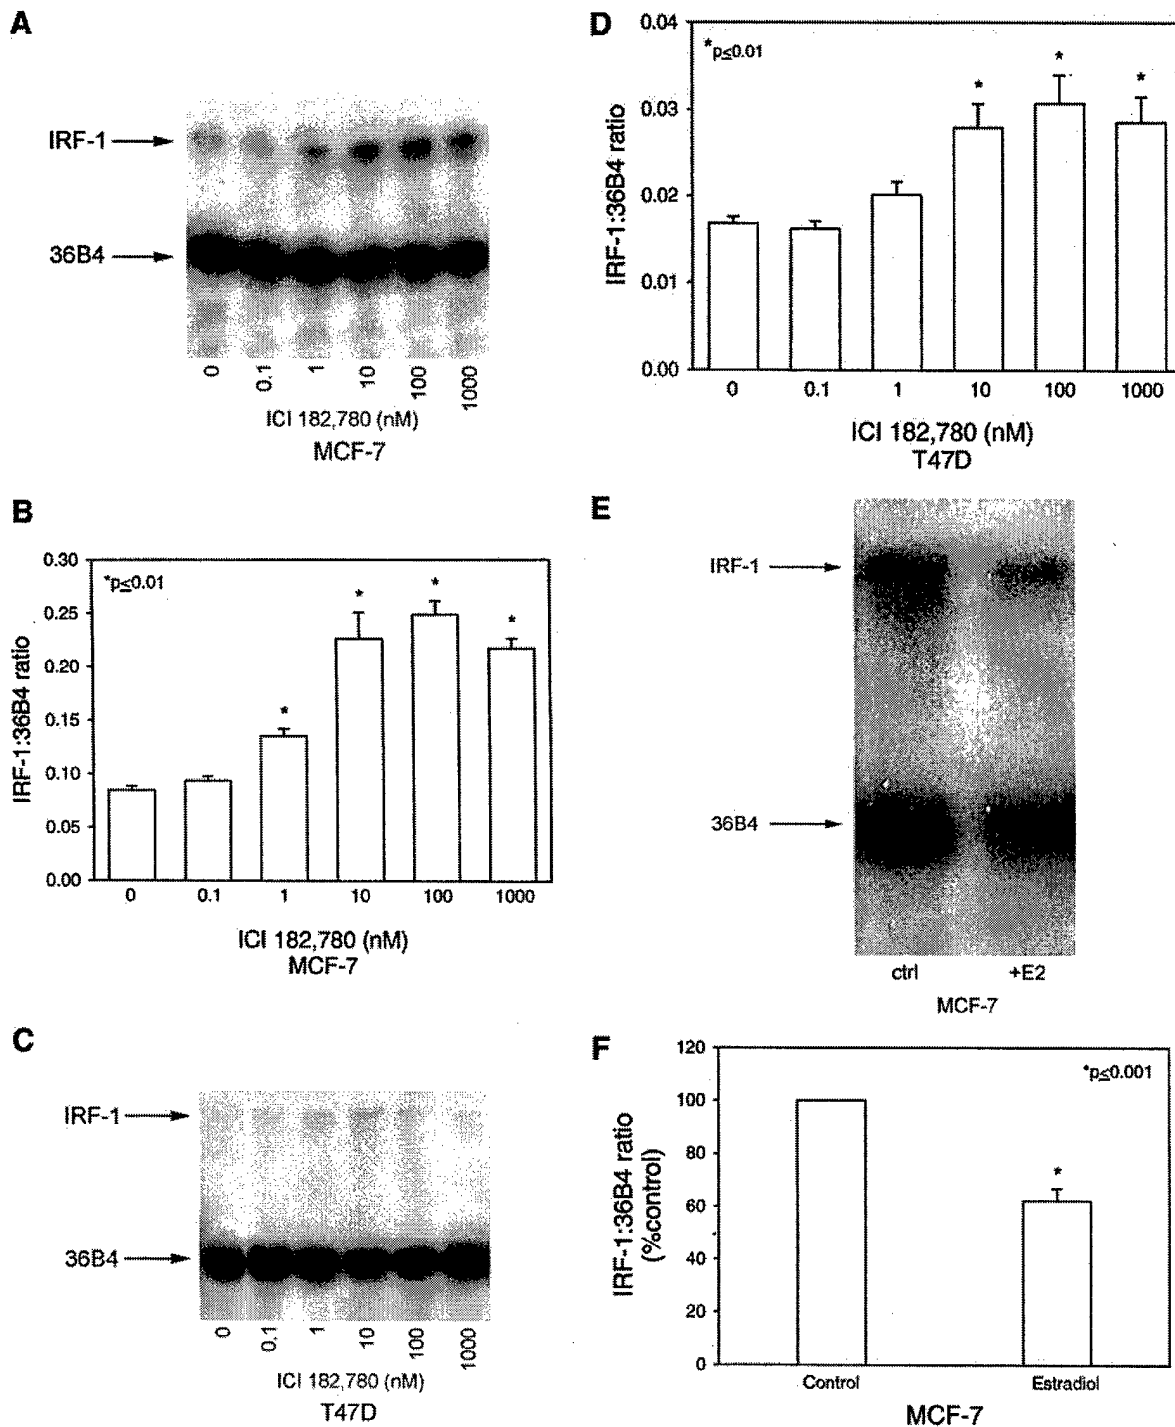 A
IRF-1
36B4
0
0.1
1
10
100
1000
ICI 182,780 (nM)
MCF-7
B
0.30
0.25
0.20
0.15
0.10
0.05
0.00
IRF-1:36B4 ratio
*p≤0.01
*
*
*
*
0
0.1
1
10
100
1000
ICI 182,780 (nM)
MCF-7
C
IRF-1
36B4
0
0.1
1
10
100
1000
ICI 182,780 (nM)
T47D
D
0.04
0.03
0.02
0.01
0.00
IRF-1:36B4 ratio
*p≤0.01
*
*
*
0
0.1
1
10
100
1000
ICI 182,780 (nM)
T47D
E
IRF-1
36B4
ctrl
+E2
MCF-7
F
120
100
80
60
40
20
0
IRF-1:36B4 ratio
(%control)
*p≤0.001
*
Control
Estradiol
MCF-7